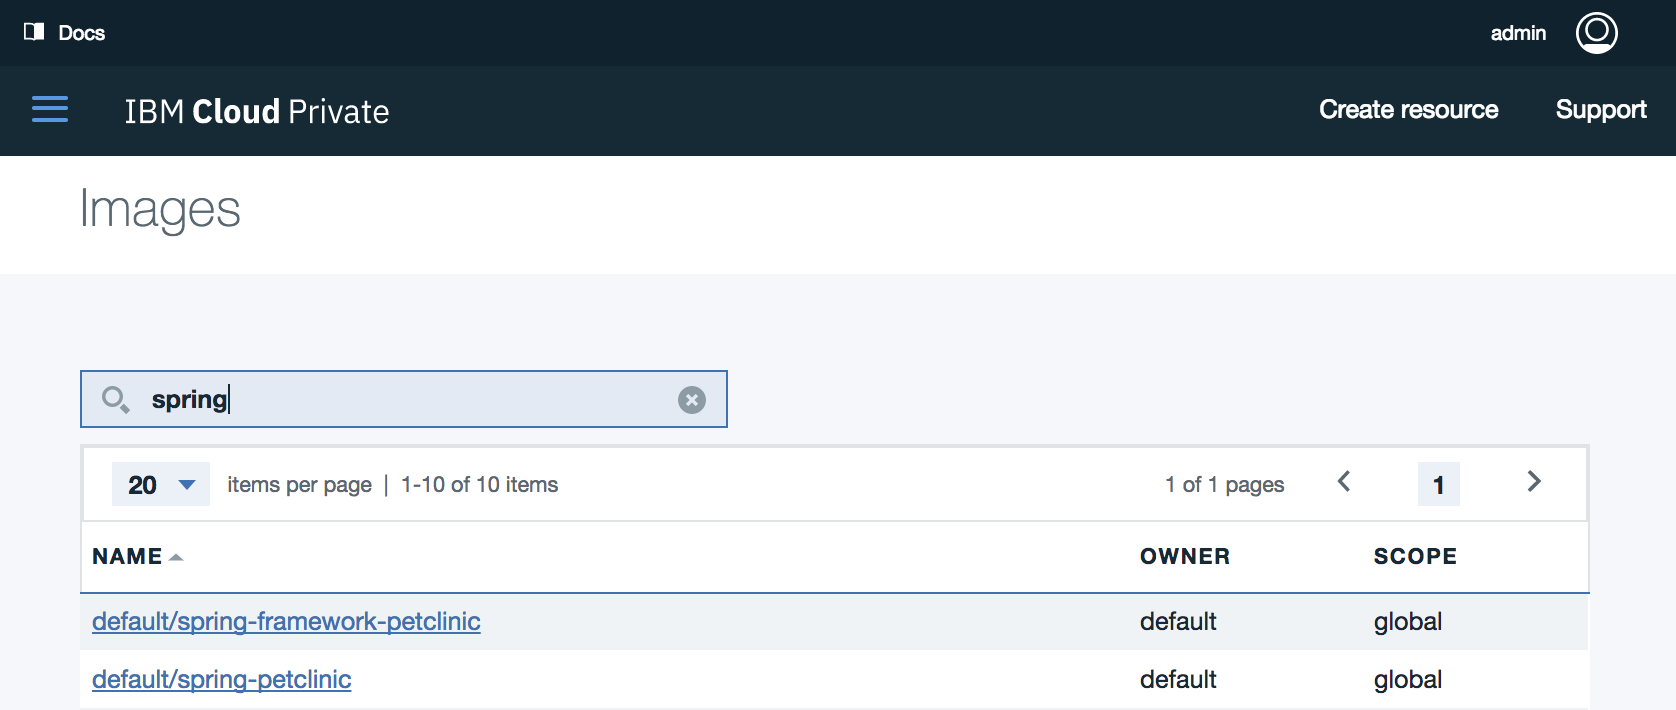 Docs
admin
IBM Cloud Private
Create resource
Support
Images
spring
20 items per page | 1-10 of 10 items
1 of 1 pages
1
NAME OWNER SCOPE
default/spring-framework-petclinic default global
default/spring-petclinic default global